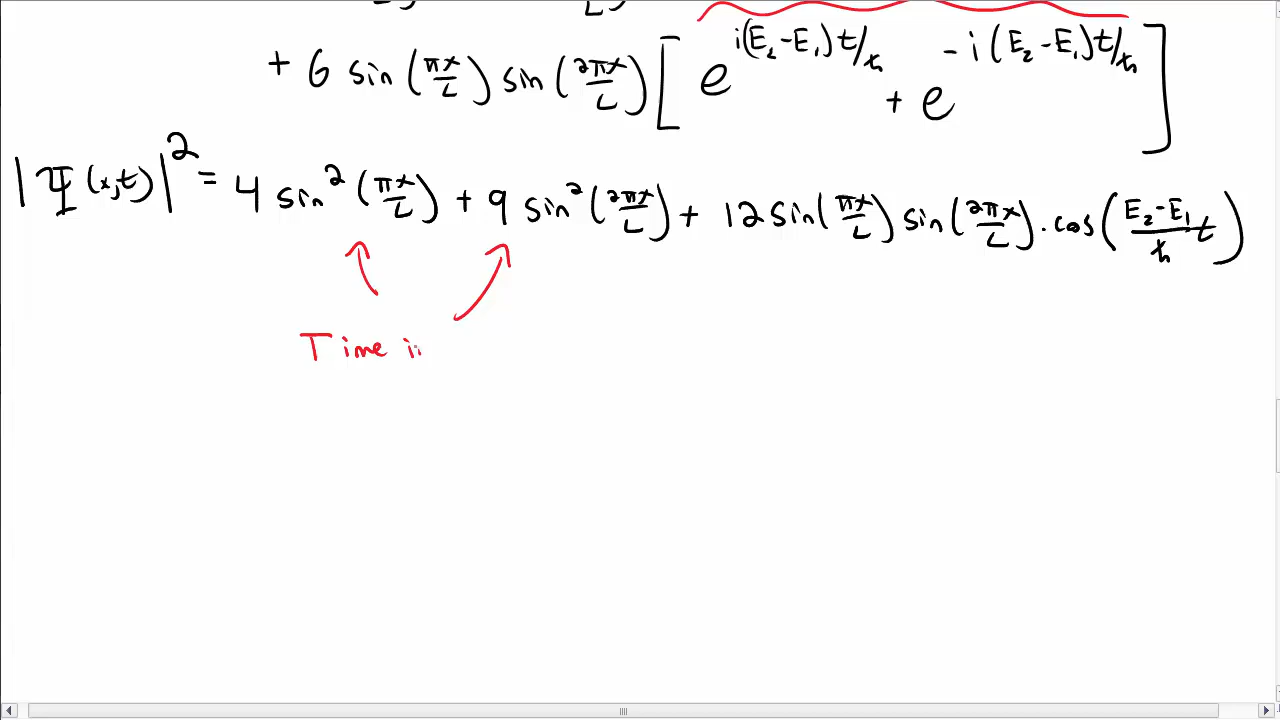 + 6 sin (πx/L) sin (2πx/L) [ e^{i(E₂-E₁)t/ħ} + e^{-i(E₂-E₁)t/ħ} ]
|Ψ(x,t)|² = 4 sin² (πx/L) + 9 sin² (2πx/L) + 12 sin (πx/L) sin (2πx/L) · cos ( (E₂-E₁)/ħ t )
Time i